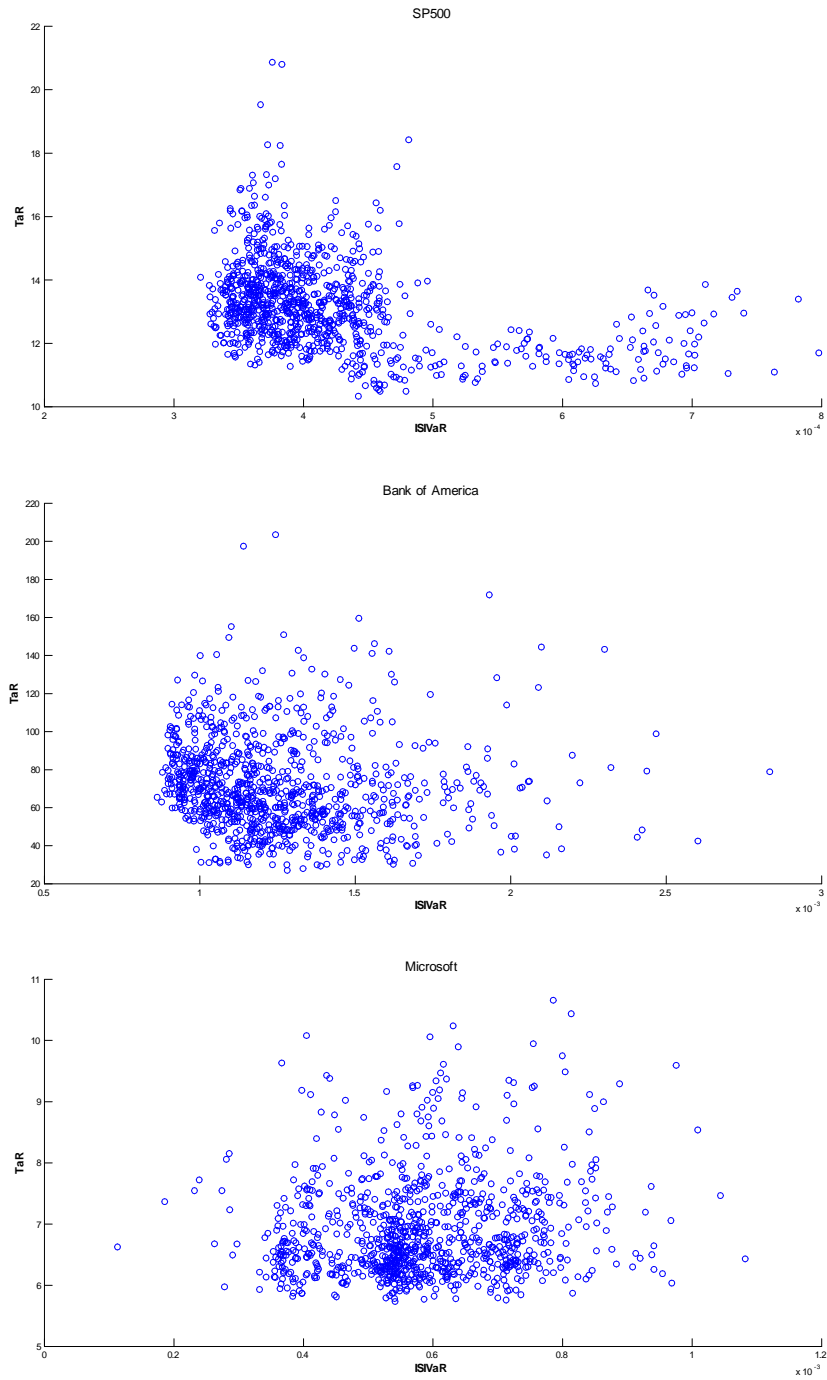 SP500
22
20
18
16
14
12
10
TaR
2 3 4 5 6 7 8
ISIVaR
x 10⁻⁴
Bank of America
220
200
180
160
140
120
100
80
60
40
20
TaR
0.5 1 1.5 2 2.5 3
ISIVaR
x 10⁻³
Microsoft
11
10
9
8
7
6
5
TaR
0 0.2 0.4 0.6 0.8 1 1.2
ISIVaR
x 10⁻³